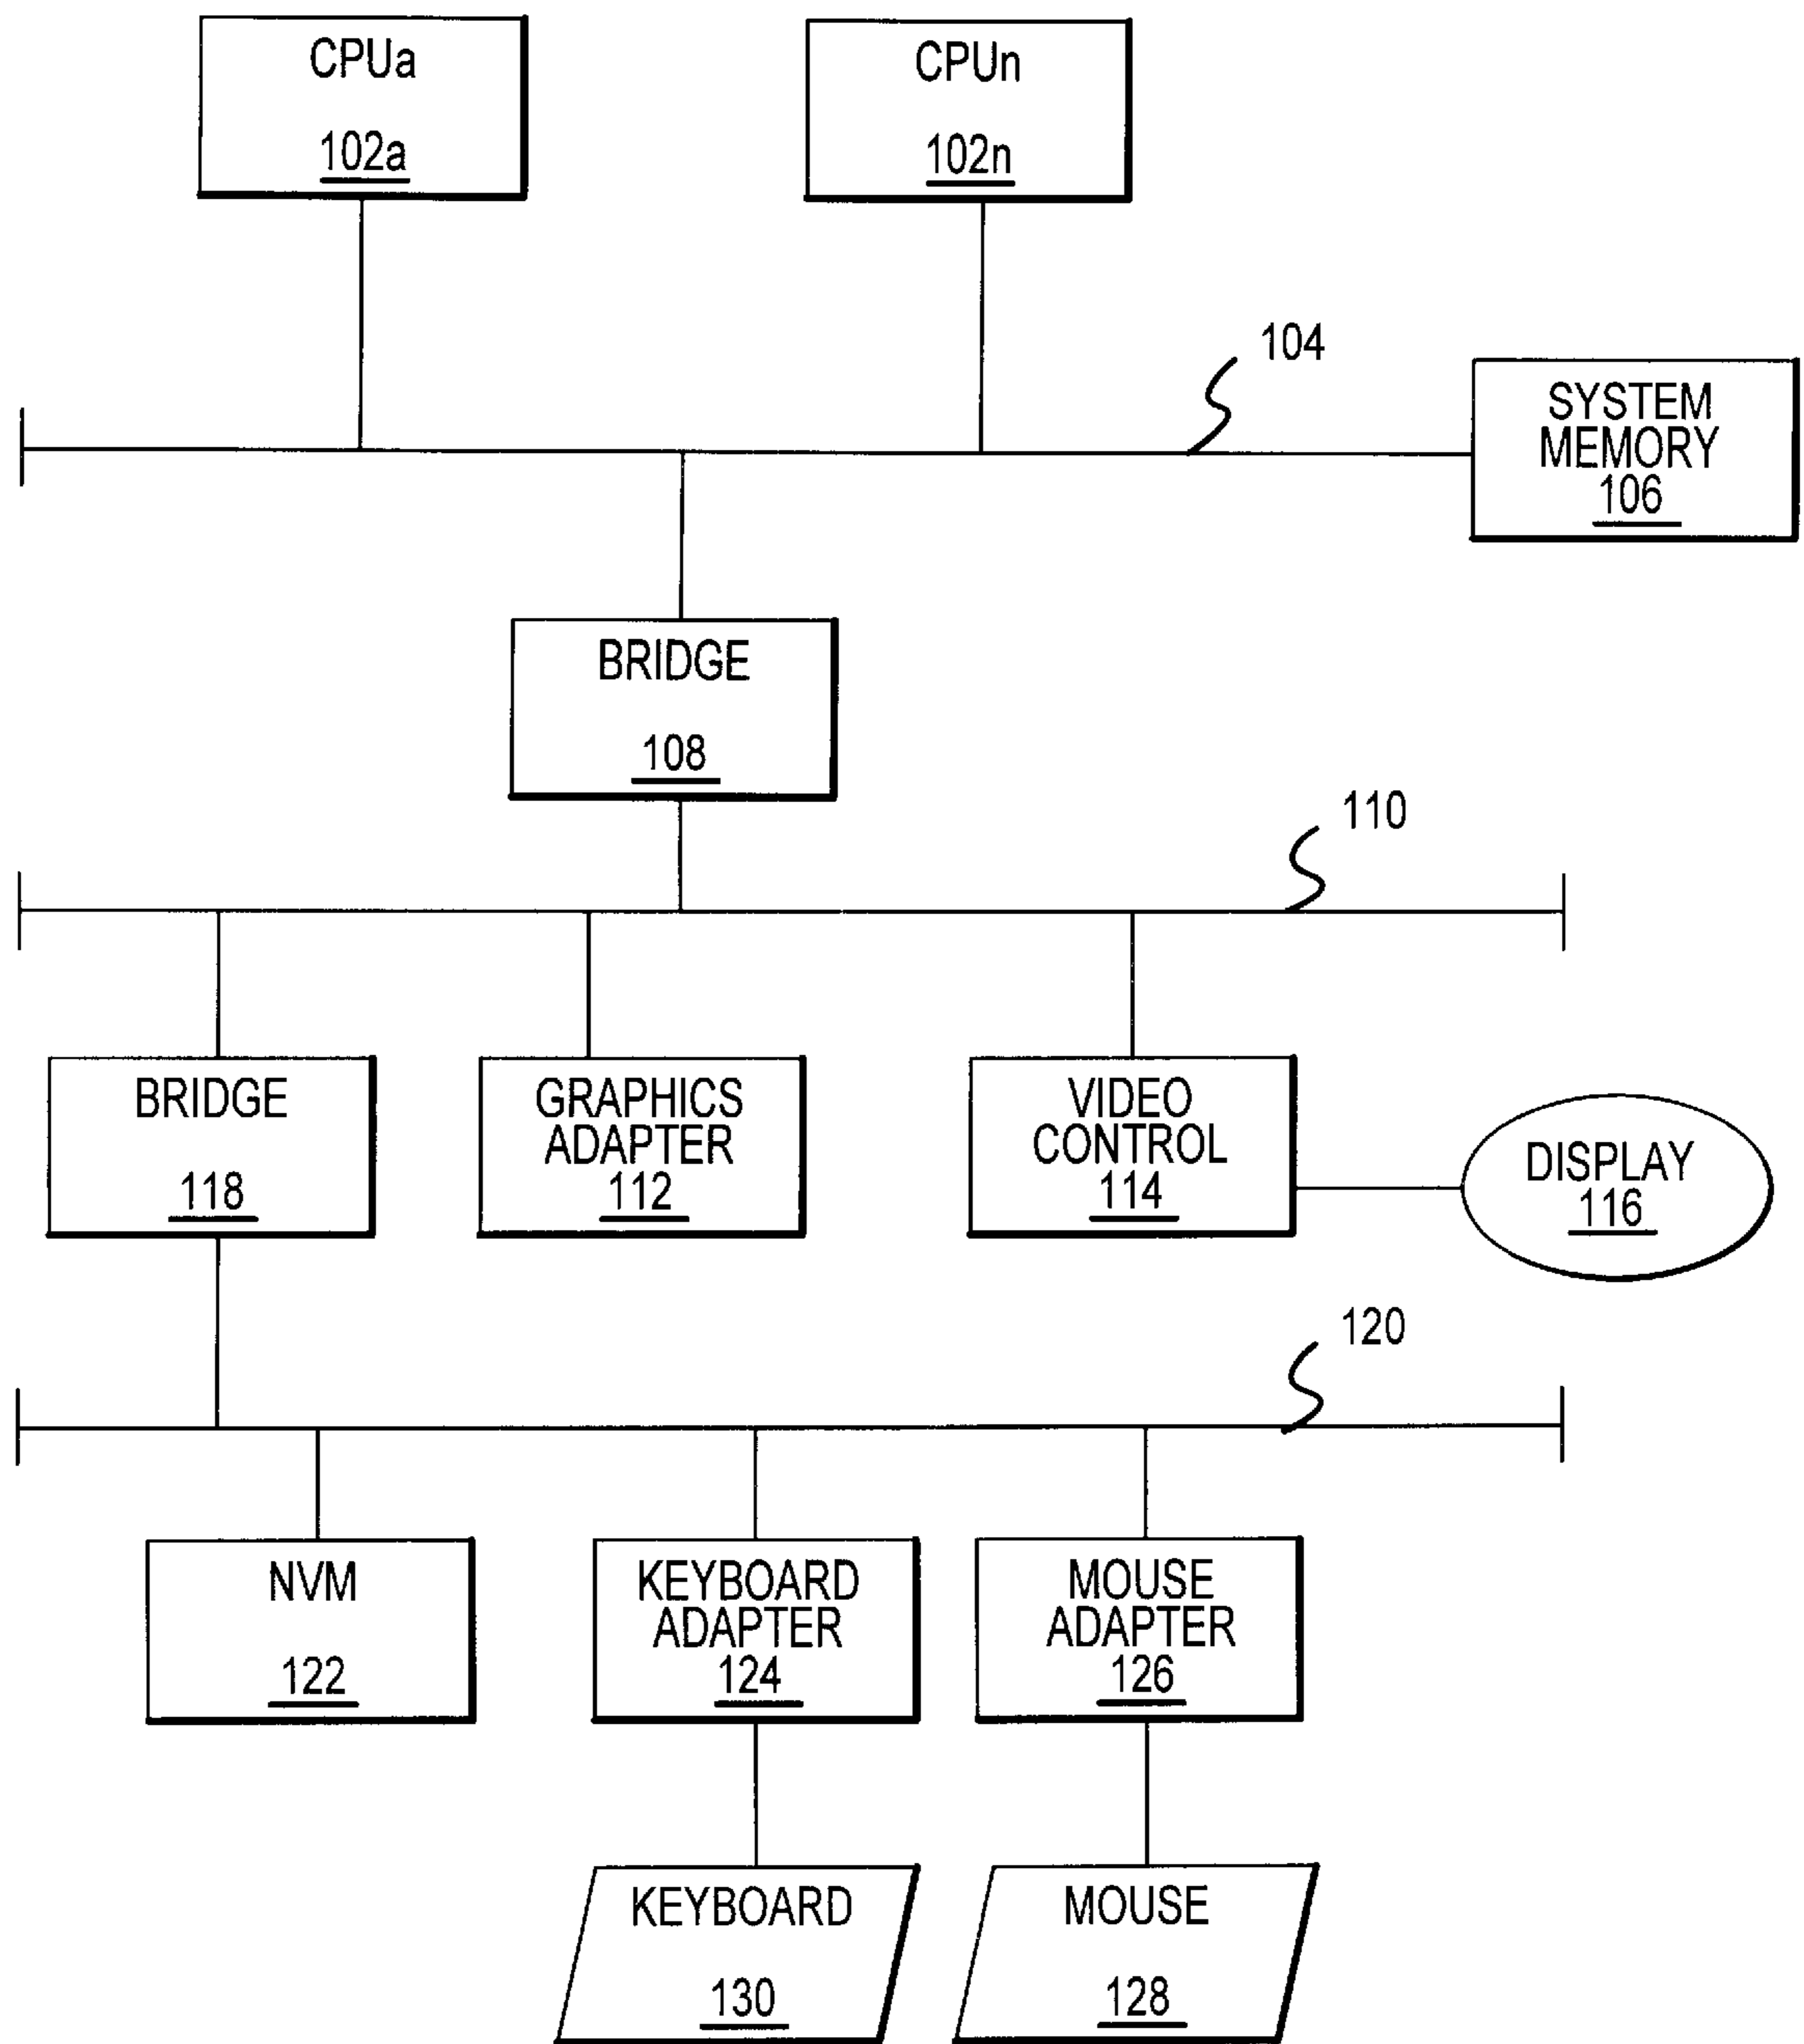 CPUa
102a
CPUn
102n
104
SYSTEM
MEMORY
106
BRIDGE
108
110
BRIDGE
118
GRAPHICS
ADAPTER
112
VIDEO
CONTROL
114
DISPLAY
116
120
NVM
122
KEYBOARD
ADAPTER
124
MOUSE
ADAPTER
126
KEYBOARD
130
MOUSE
128